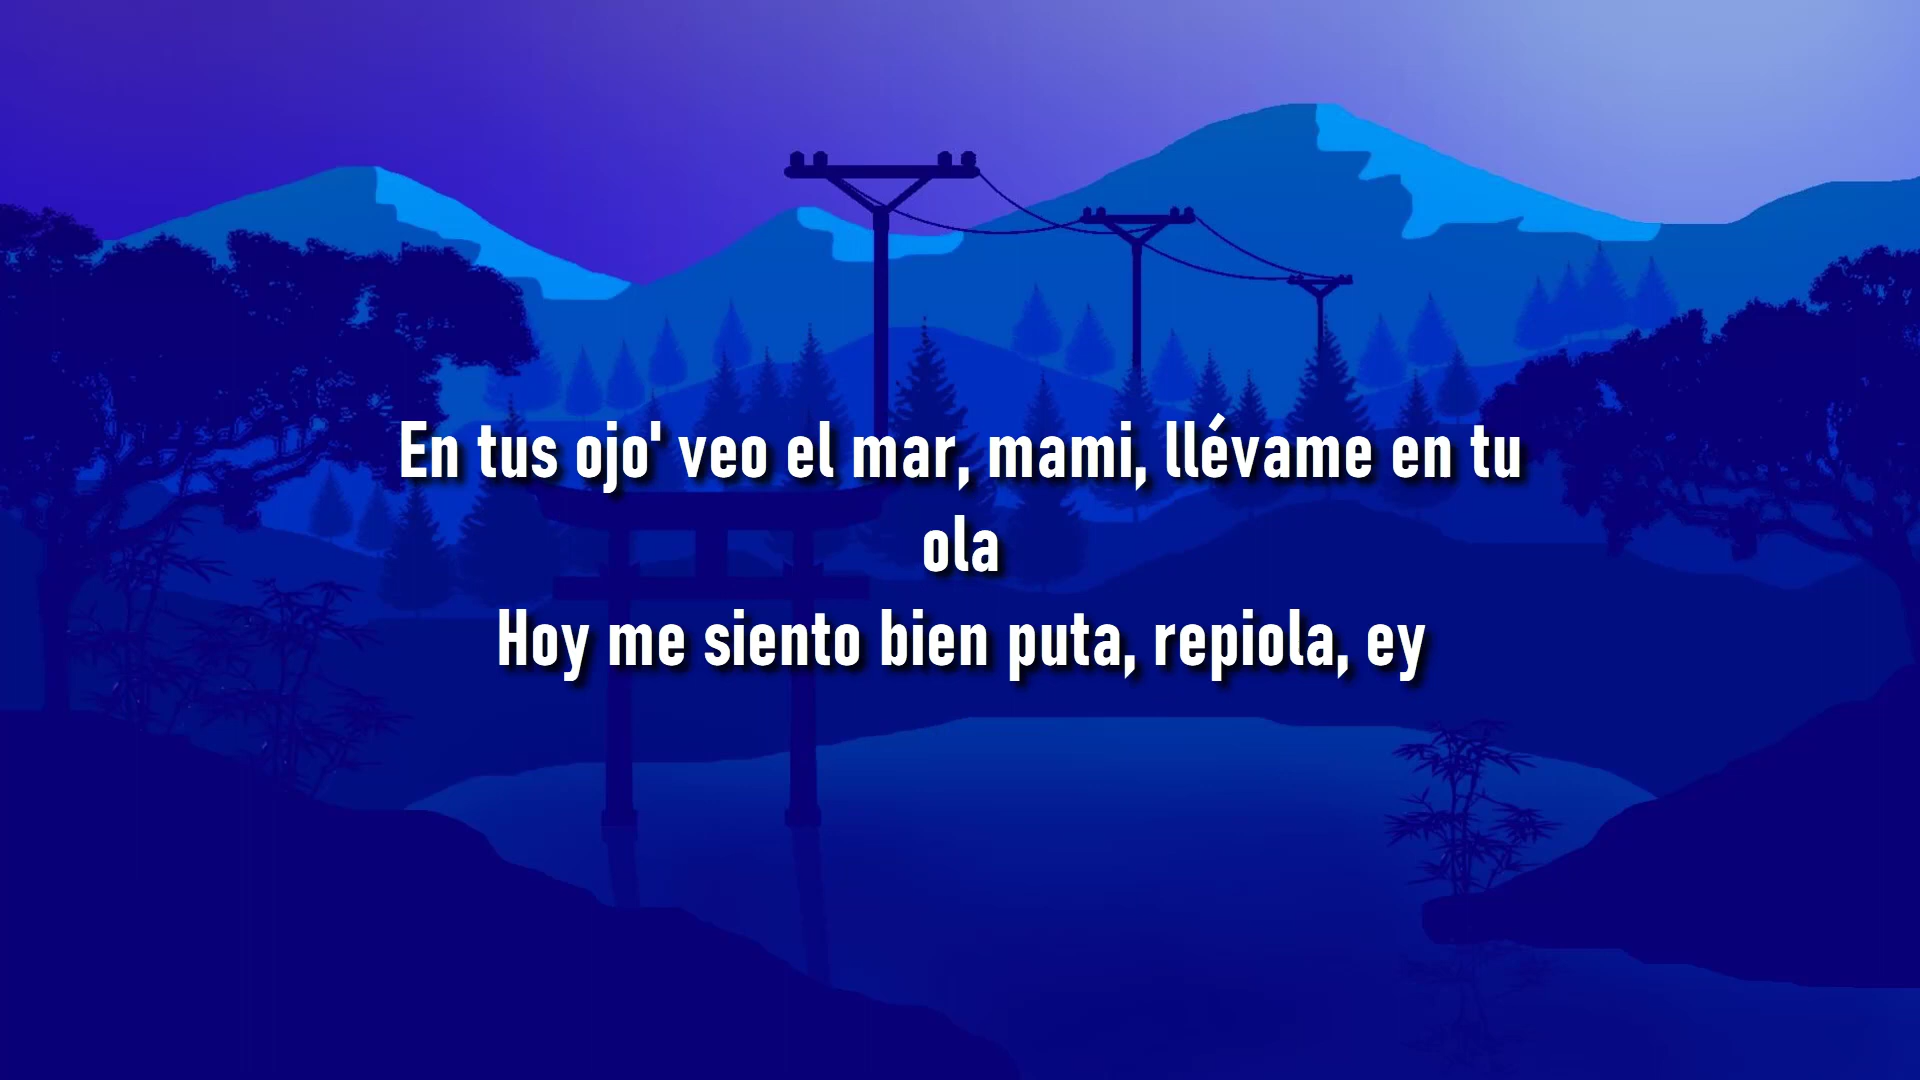 En tus ojo' veo el mar, mami, llévame en tu
ola
Hoy me siento bien puta, repiola, ey